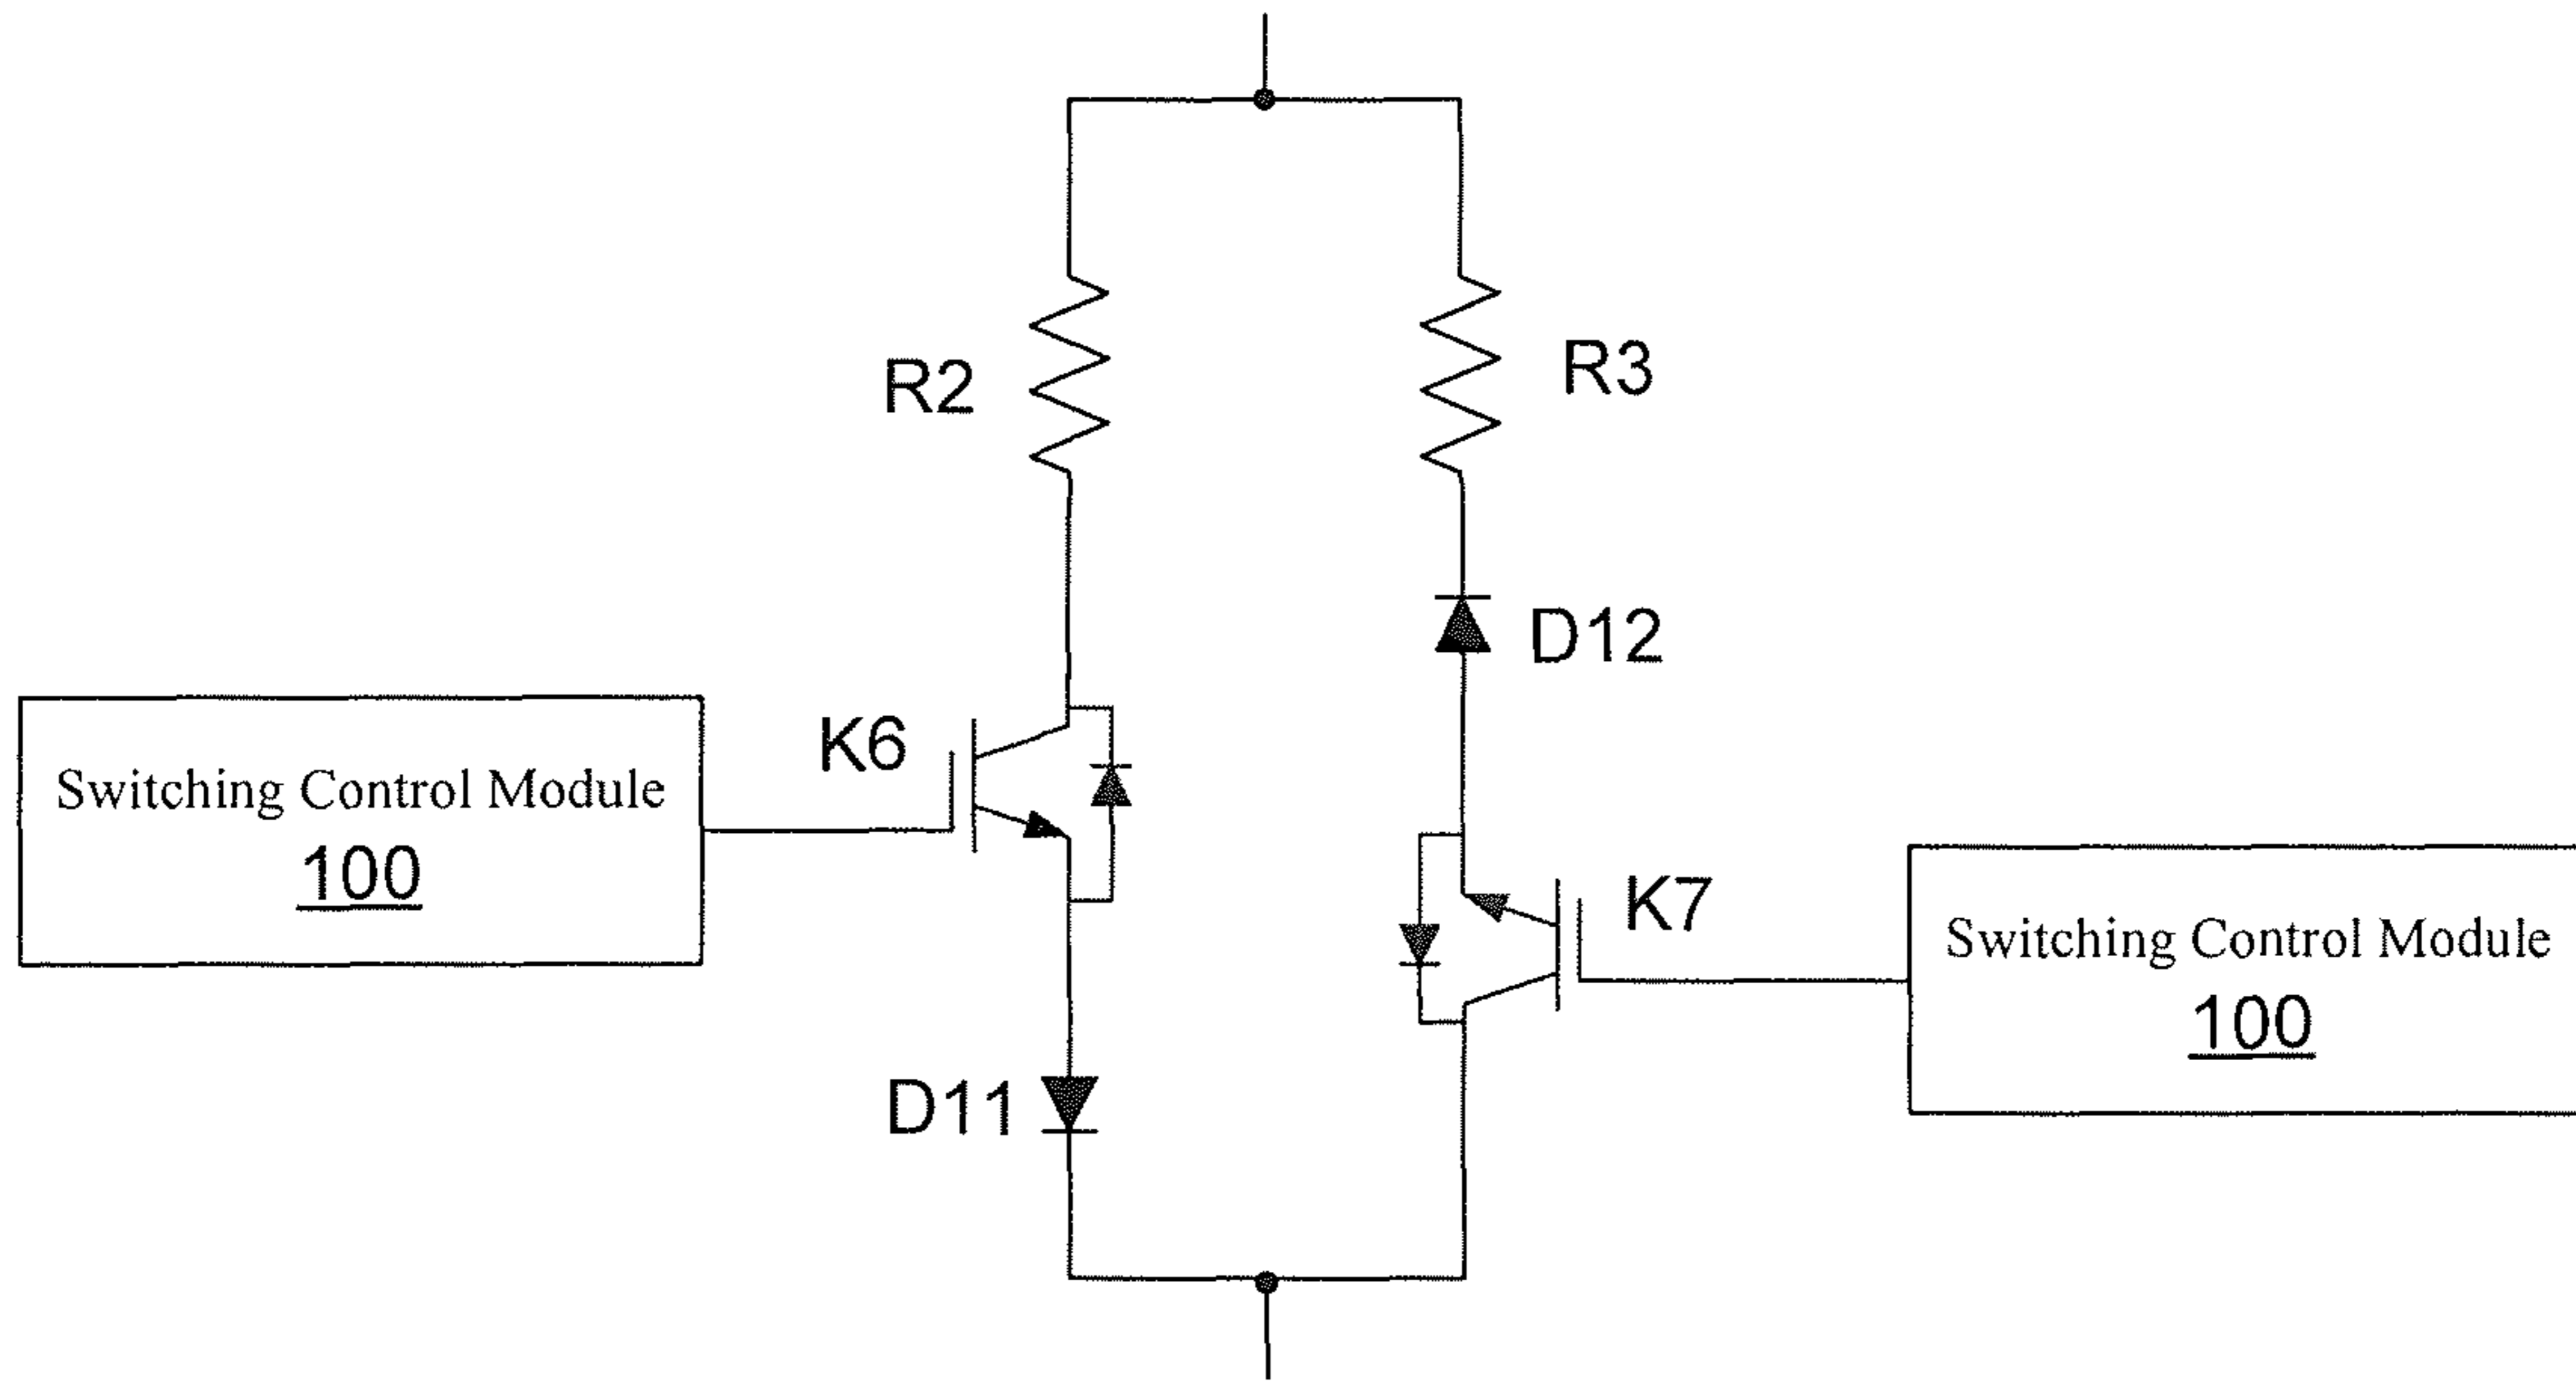 R2
R3
D12
K6
Switching Control Module
100
K7
Switching Control Module
100
D11